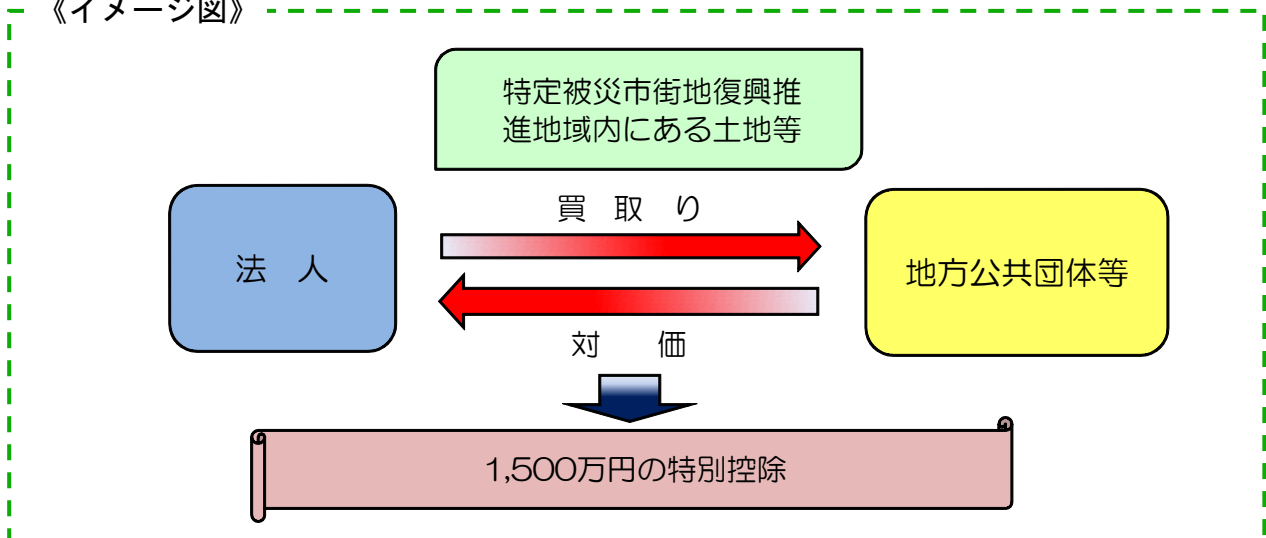 《イメージ図》
特定被災市街地復興推
進地域内にある土地等
買 取 り
法 人
地方公共団体等
対 価
1,500万円の特別控除